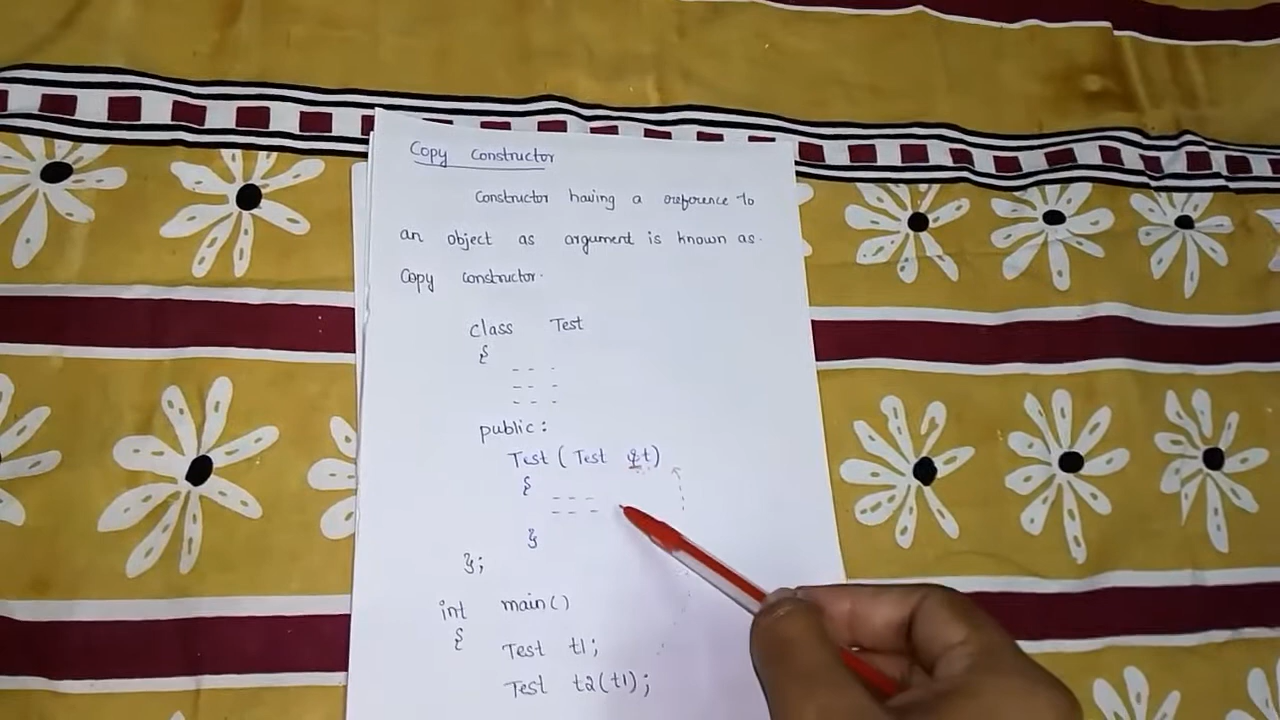 Copy Constructor
Constructor having a reference to
an object as argument is known as.
Copy constructor.
class Test
{
- - -
- - -
- - -
public:
Test ( Test &t)
{
- - -
- - -
}
};
int main()
{
Test t1;
Test t2(t1);